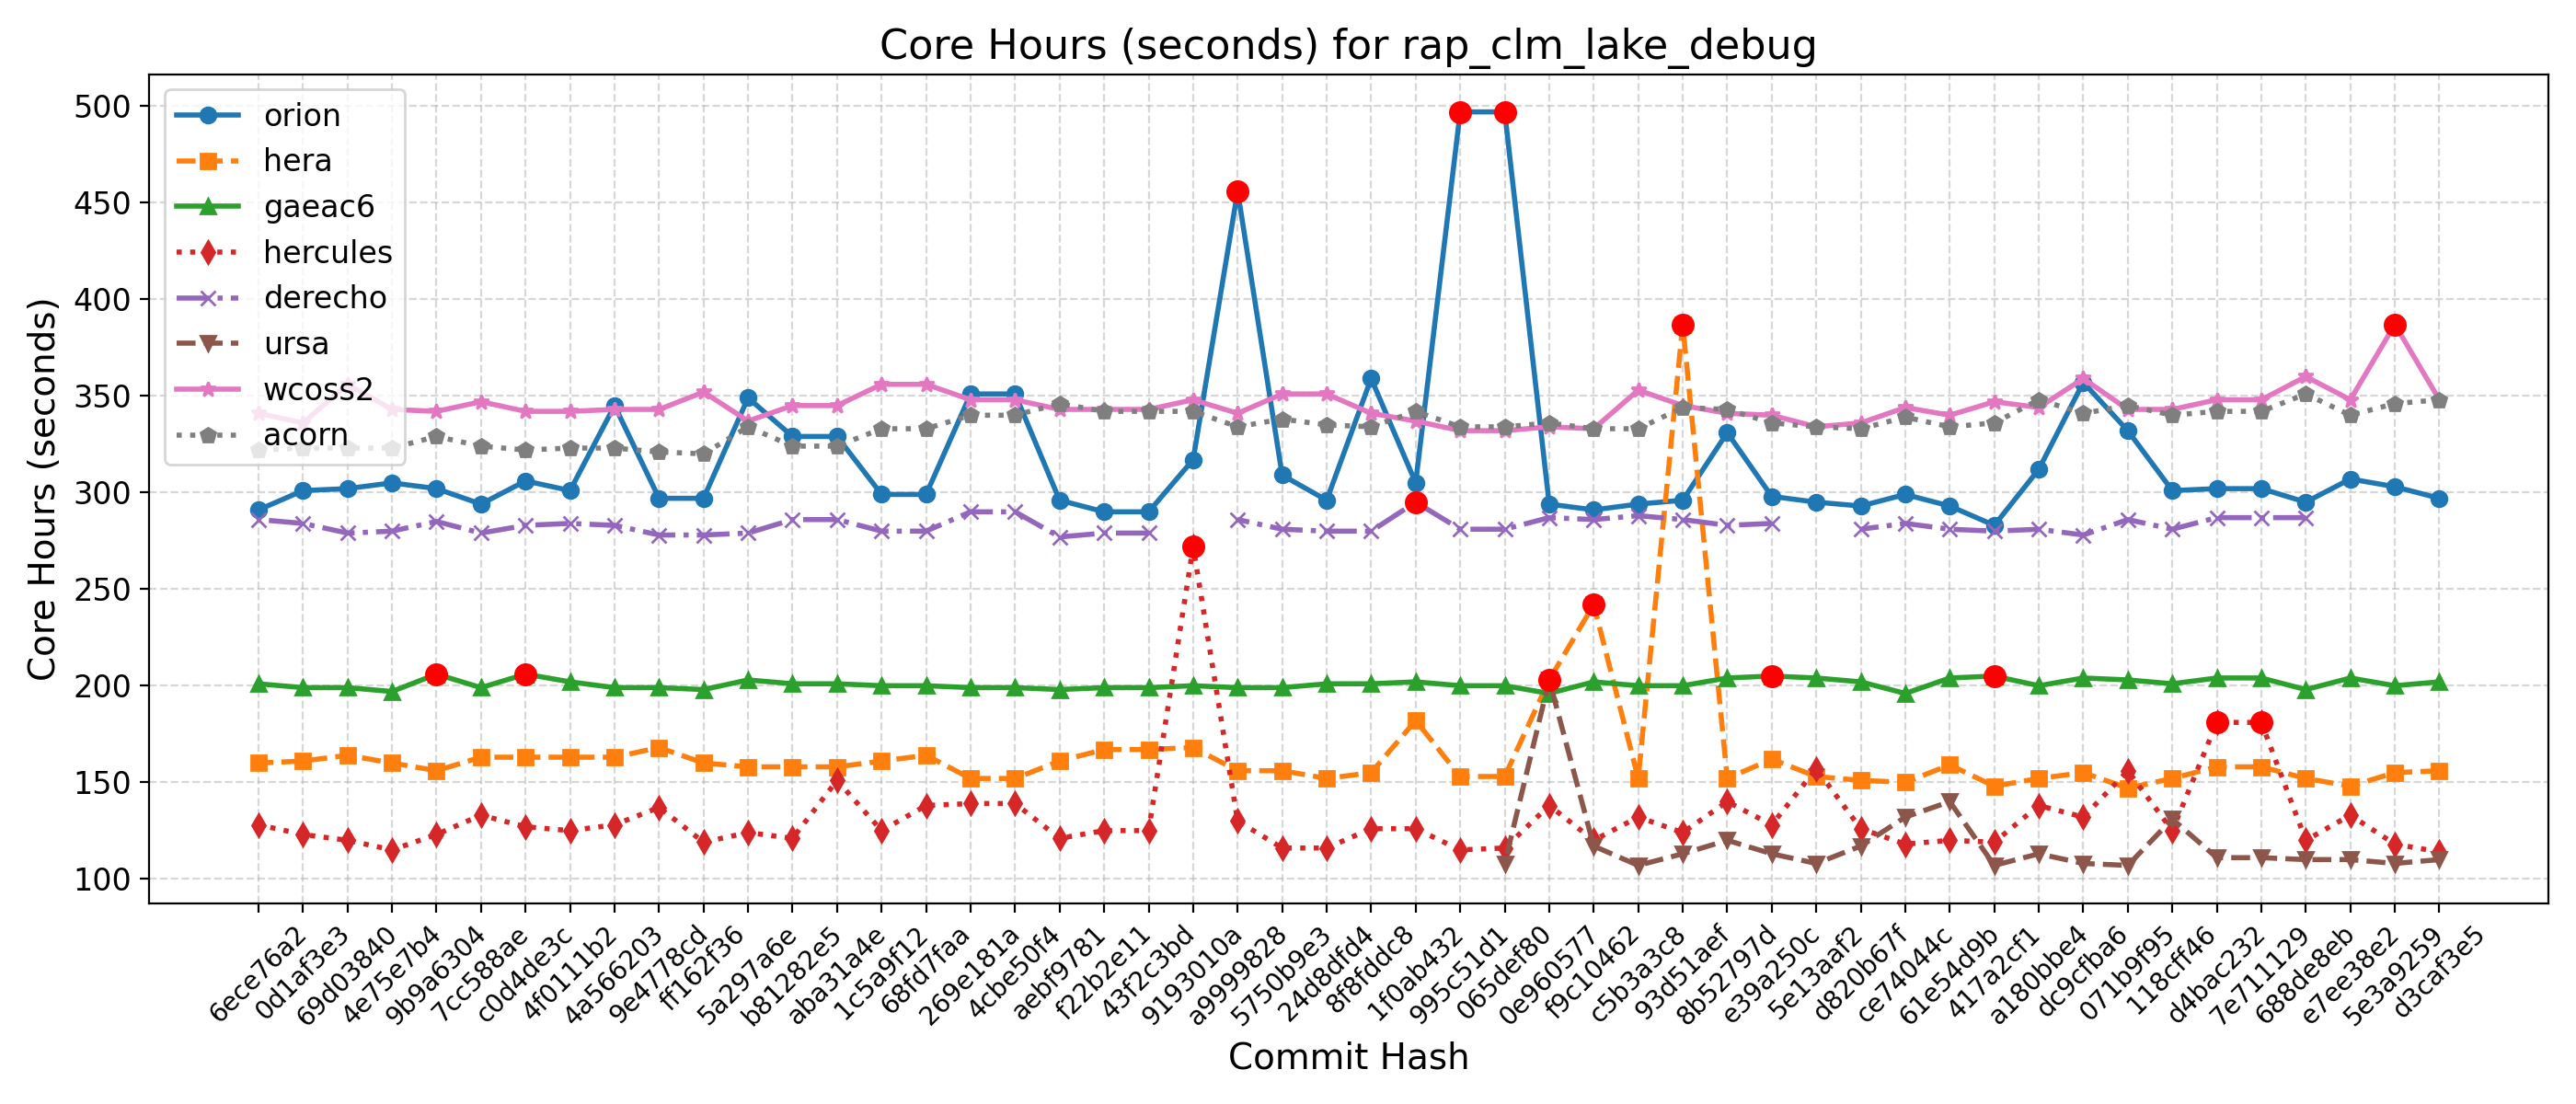 Core Hours (seconds) for rap_clm_lake_debug
Core Hours (seconds)
500
450
400
350
300
250
200
150
100
orion
hera
gaeac6
hercules
derecho
ursa
wcoss2
acorn
6ece76a2
0d1af3e3
69d03840
4e75e7b4
9b9a6304
7cc588ae
c0d4de3c
4f0111b2
4a566203
9e4778cd
ff162f36
5a297a6e
b81282e5
aba31a4e
1c5a9f12
68fd7faa
269e181a
4cbe50f4
aebf9781
f22b2e11
43f2c3bd
9193010a
a9999828
5750b9e3
24d8dfd4
8f8fddc8
1f0ab432
995c51d1
065def80
0e960577
f9c10462
c5b3a3c8
93d51aef
8b52797d
e39a250c
5e13aaf2
d820b67f
ce74044c
61e54d9b
417a2cf1
a180bbe4
dc9cfba6
071b9f95
118cff46
d4bac232
7e711129
688de8eb
e7ee38e2
5e3a9259
d3caf3e5
Commit Hash